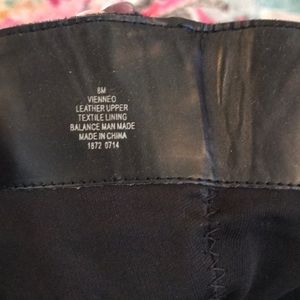 8M
VIENNEO
LEATHER UPPER
TEXTILE LINING
BALANCE MAN MADE
MADE IN CHINA
1872 0714